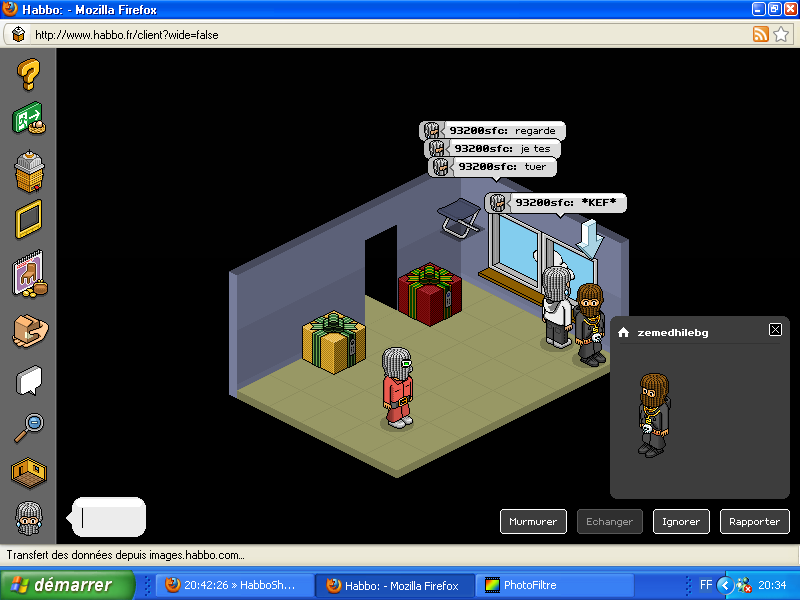 Habbo: - Mozilla Firefox
http://www.habbo.fr/client?wide=false
93200sfc: regarde
93200sfc: je tes
93200sfc: tuer
93200sfc: *KEF*
zemedhilebg
Murmurer
Echanger
Ignorer
Rapporter
Transfert des données depuis images.habbo.com...
démarrer
20:42:26 » HabboSh...
Habbo: - Mozilla Firefox
PhotoFiltre
FF
20:34